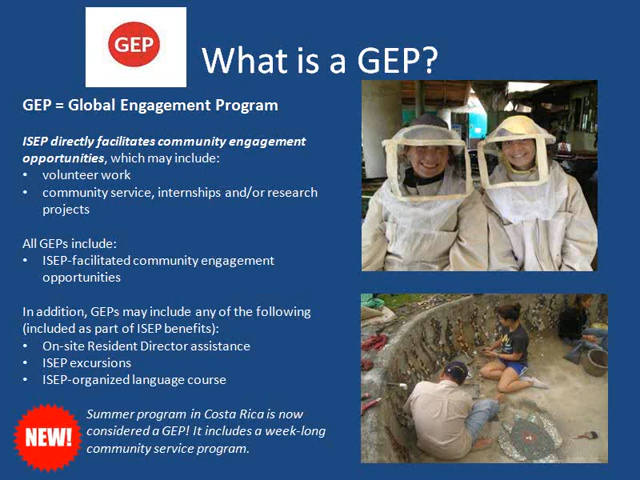 GEP
What is a GEP?
GEP = Global Engagement Program
ISEP directly facilitates community engagement
opportunities, which may include:
• volunteer work
• community service, internships and/or research
projects
All GEPs include:
• ISEP-facilitated community engagement
opportunities
In addition, GEPs may include any of the following
(included as part of ISEP benefits):
• On-site Resident Director assistance
• ISEP excursions
• ISEP-organized language course
NEW!
Summer program in Costa Rica is now
considered a GEP! It includes a week-long
community service program.